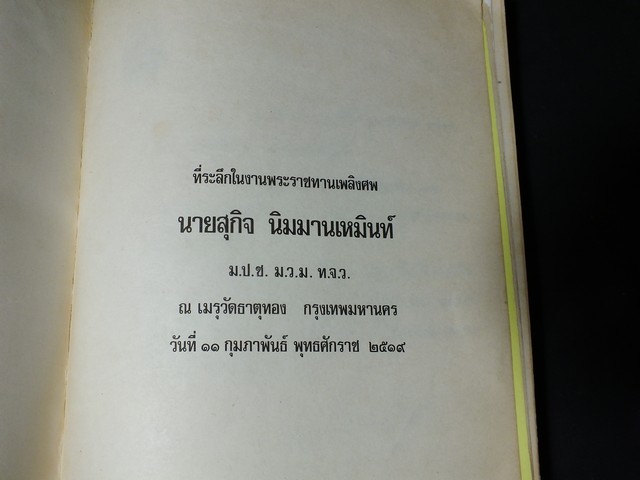 ที่ระลึกในงานพระราชทานเพลิงศพ
นายสุกิจ นิมมานเหมินท์
ม.ป.ช. ม.ว.ม. ท.จ.ว.
ณ เมรุวัดธาตุทอง กรุงเทพมหานคร
วันที่ ๑๑ กุมภาพันธ์ พุทธศักราช ๒๕๑๙